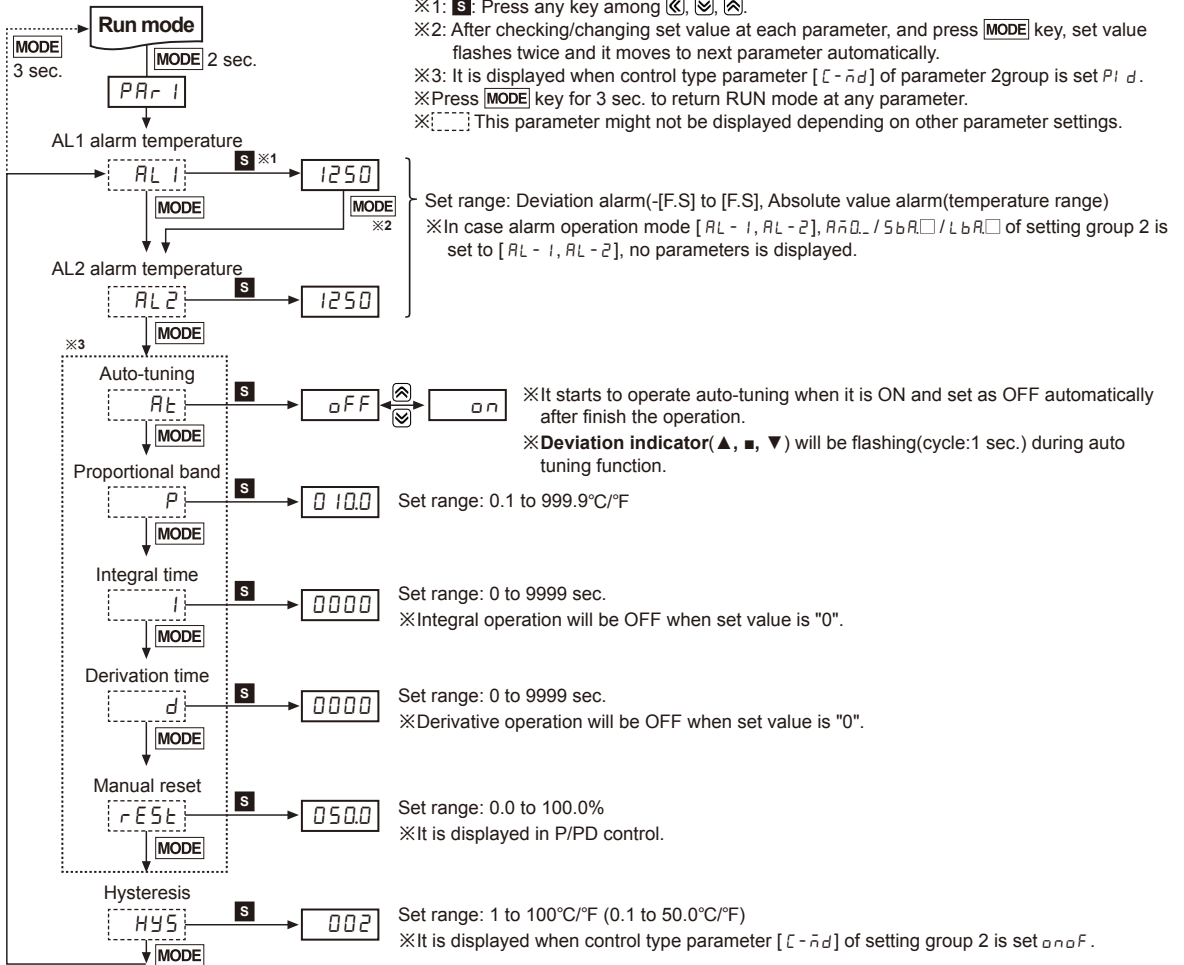 ※1: S: Press any key among «, ︾, ︽.
※2: After checking/changing set value at each parameter, and press MODE key, set value
flashes twice and it moves to next parameter automatically.
※3: It is displayed when control type parameter [C-ñd] of parameter 2group is set PI d.
※Press MODE key for 3 sec. to return RUN mode at any parameter.
※ This parameter might not be displayed depending on other parameter settings.
Run mode
MODE
3 sec.
MODE 2 sec.
PAr 1
AL1 alarm temperature
AL 1
S ※1
1250
MODE
MODE
※2
Set range: Deviation alarm(-[F.S] to [F.S], Absolute value alarm(temperature range)
※In case alarm operation mode [AL-1, AL-2], Añ0._ / SbA.□ / LbA.□ of setting group 2 is
set to [AL-1, AL-2], no parameters is displayed.
AL2 alarm temperature
AL2
S
1250
MODE
※3
Auto-tuning
At
S
oFF
on
MODE
※It starts to operate auto-tuning when it is ON and set as OFF automatically
after finish the operation.
※Deviation indicator(▲, ■, ▼) will be flashing(cycle:1 sec.) during auto
tuning function.
Proportional band
P
S
010.0
Set range: 0.1 to 999.9℃/℉
MODE
Integral time
I
S
0000
Set range: 0 to 9999 sec.
※Integral operation will be OFF when set value is "0".
MODE
Derivation time
d
S
0000
Set range: 0 to 9999 sec.
※Derivative operation will be OFF when set value is "0".
MODE
Manual reset
rESt
S
050.0
Set range: 0.0 to 100.0%
※It is displayed in P/PD control.
MODE
Hysteresis
HYS
S
002
Set range: 1 to 100℃/℉ (0.1 to 50.0℃/℉)
※It is displayed when control type parameter [C-ñd] of setting group 2 is set onoF.
MODE